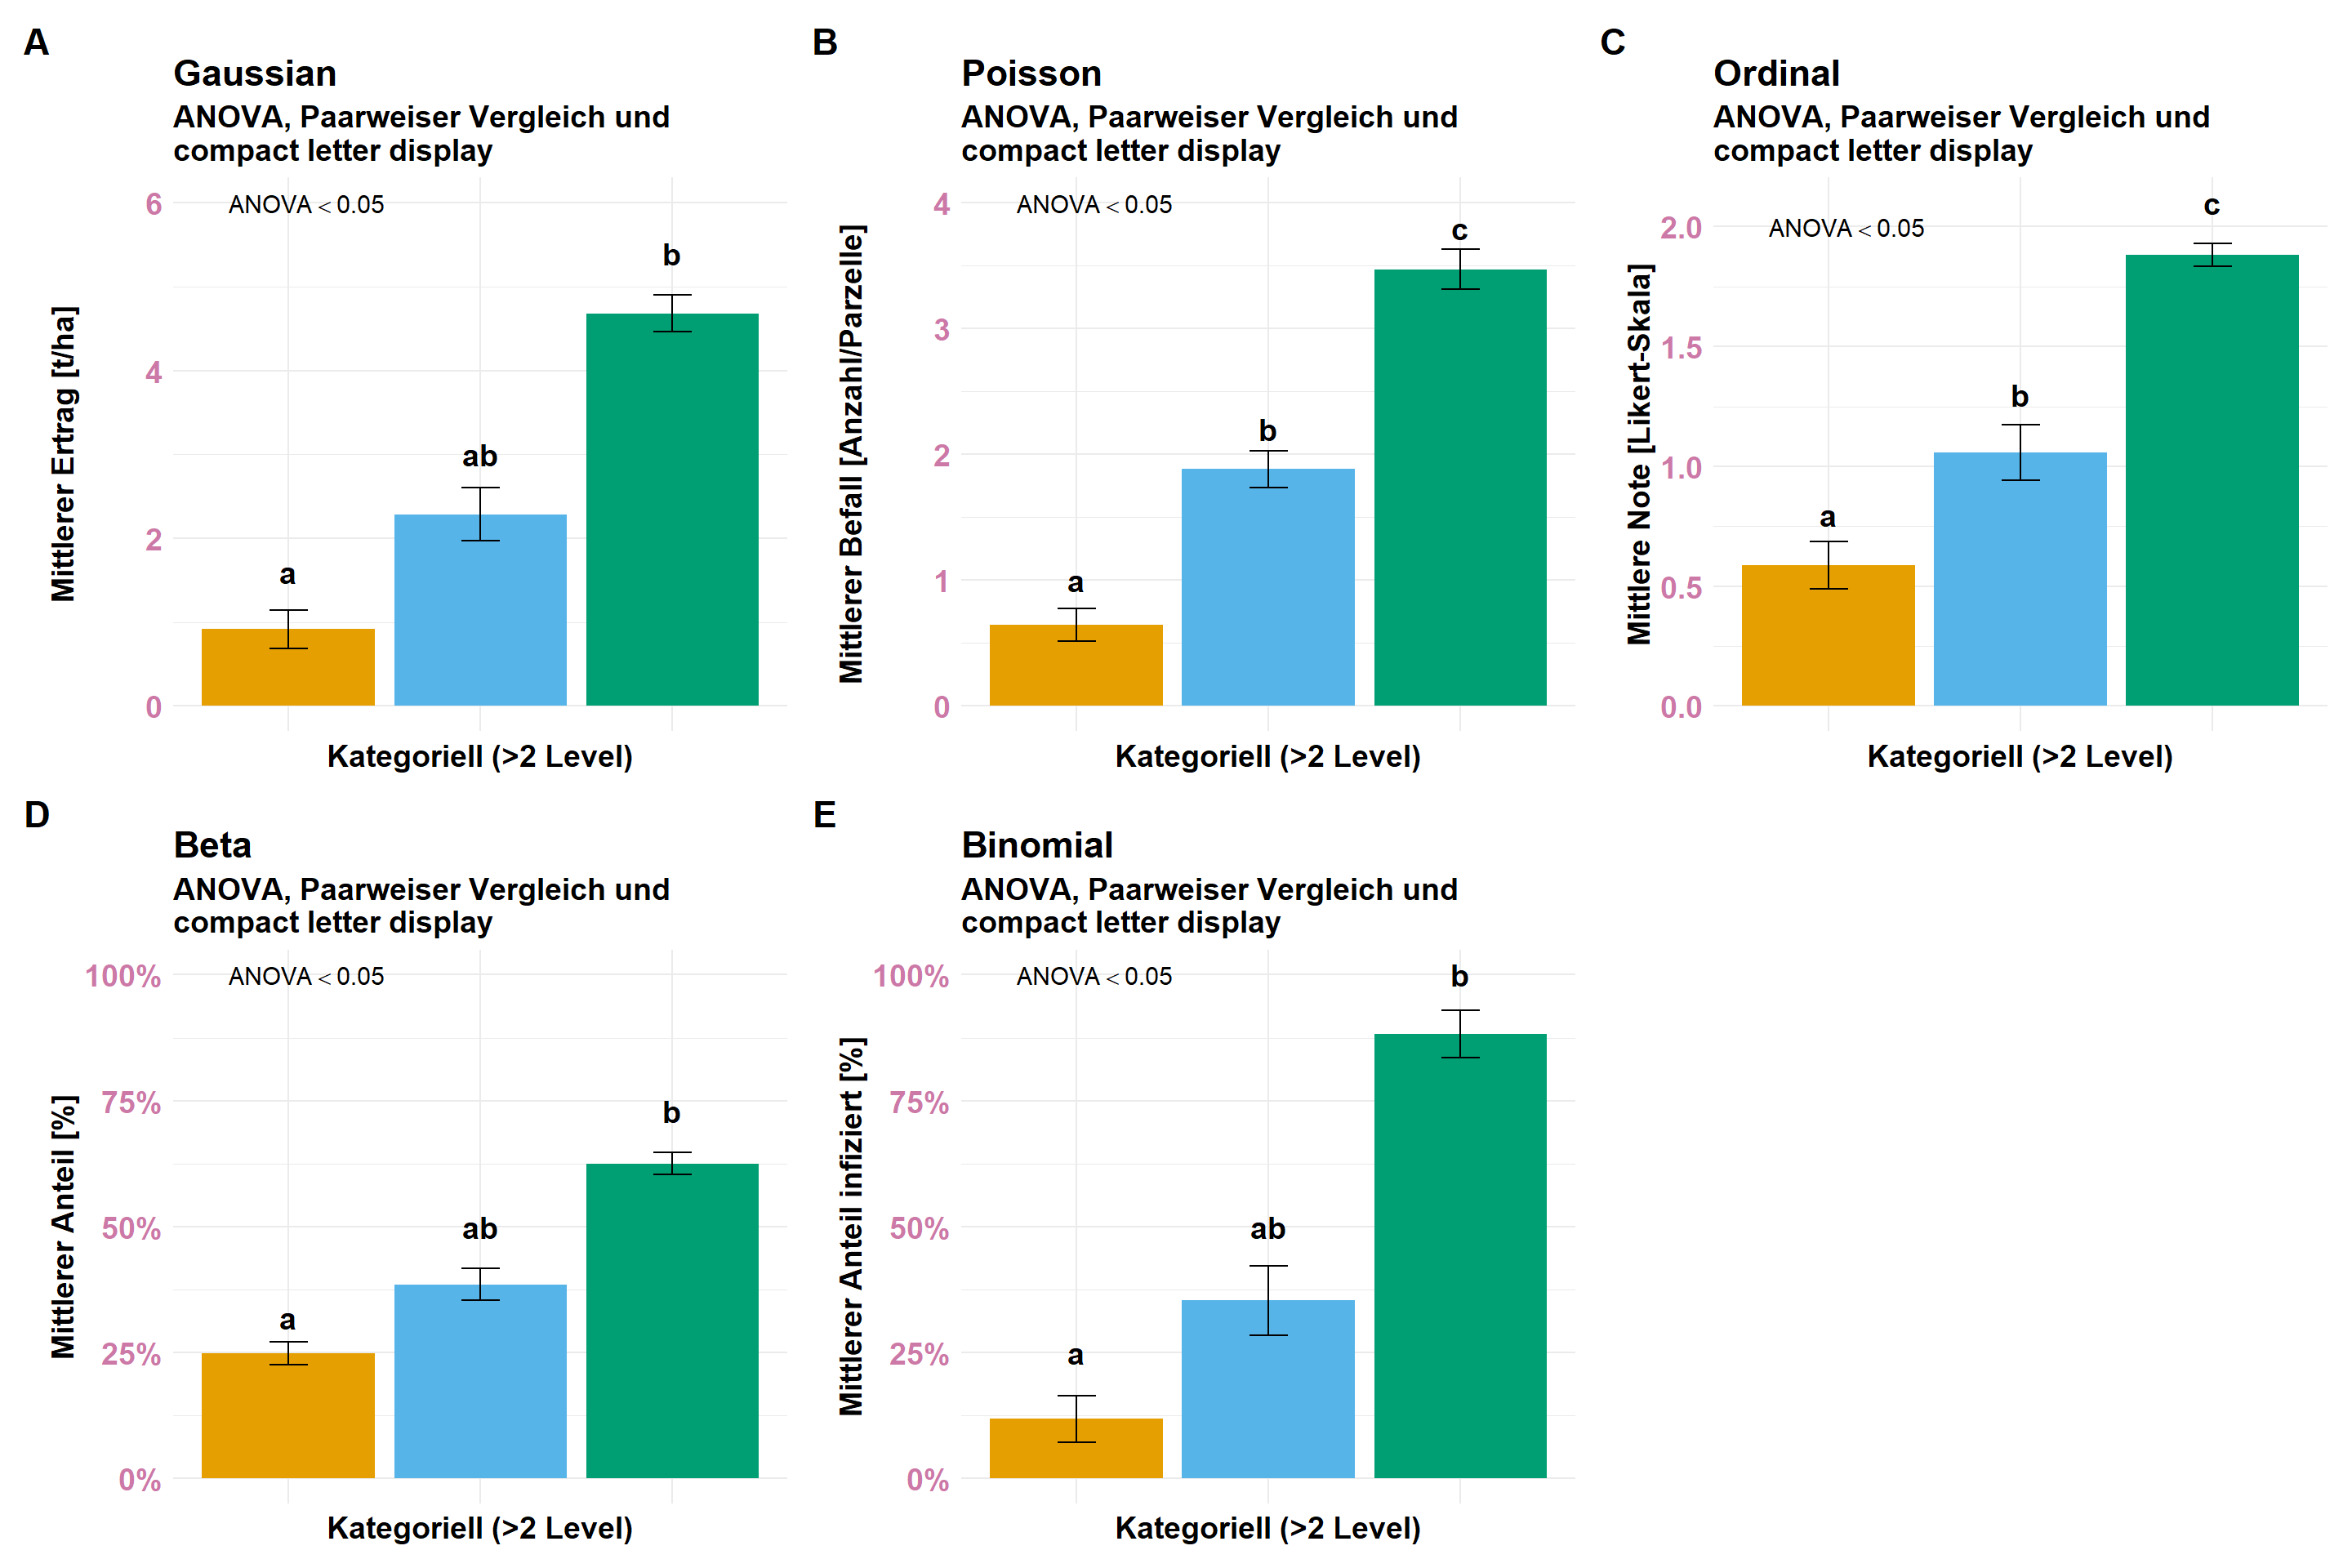 A
Gaussian
ANOVA, Paarweiser Vergleich und
compact letter display
ANOVA < 0.05
6
4
2
0
Mittlerer Ertrag [t/ha]
a
ab
b
Kategoriell (>2 Level)
B
Poisson
ANOVA, Paarweiser Vergleich und
compact letter display
ANOVA < 0.05
4
3
2
1
0
Mittlerer Befall [Anzahl/Parzelle]
a
b
c
Kategoriell (>2 Level)
C
Ordinal
ANOVA, Paarweiser Vergleich und
compact letter display
ANOVA < 0.05
2.0
1.5
1.0
0.5
0.0
Mittlere Note [Likert-Skala]
a
b
c
Kategoriell (>2 Level)
D
Beta
ANOVA, Paarweiser Vergleich und
compact letter display
ANOVA < 0.05
100%
75%
50%
25%
0%
Mittlerer Anteil [%]
a
ab
b
Kategoriell (>2 Level)
E
Binomial
ANOVA, Paarweiser Vergleich und
compact letter display
ANOVA < 0.05
100%
75%
50%
25%
0%
Mittlerer Anteil infiziert [%]
a
ab
b
Kategoriell (>2 Level)